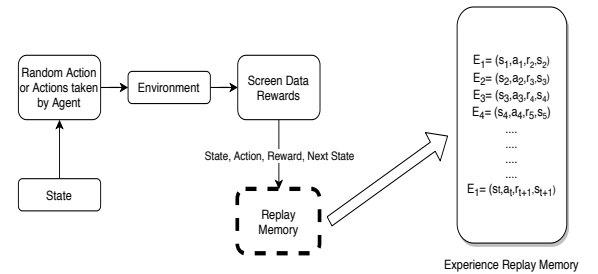 Random Action
or Actions taken
by Agent
Environment
Screen Data
Rewards
State, Action, Reward, Next State
State
Replay
Memory
E1= (s1,a1,r2,s2)
E2= (s2,a2,r3,s3)
E3= (s3,a3,r4,s4)
E4= (s4,a4,r5,s5)
....
....
....
....
E1= (st,at,rt+1,st+1)
Experience Replay Memory